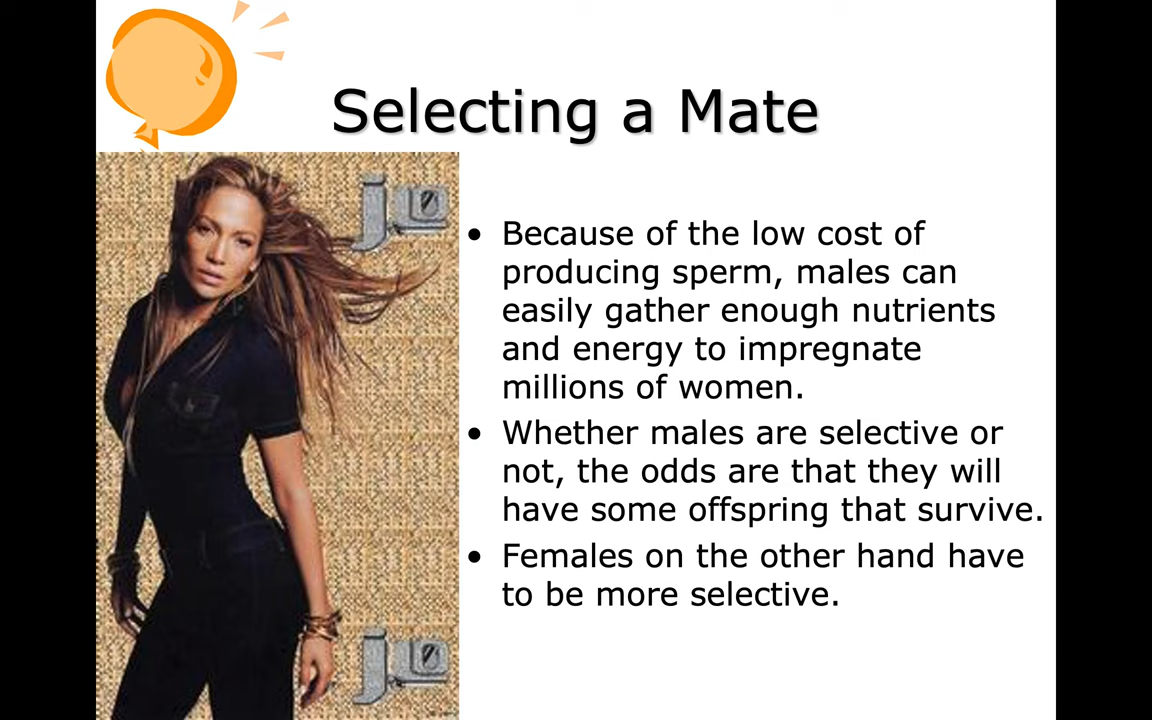 Selecting a Mate
• Because of the low cost of
producing sperm, males can
easily gather enough nutrients
and energy to impregnate
millions of women.
• Whether males are selective or
not, the odds are that they will
have some offspring that survive.
• Females on the other hand have
to be more selective.